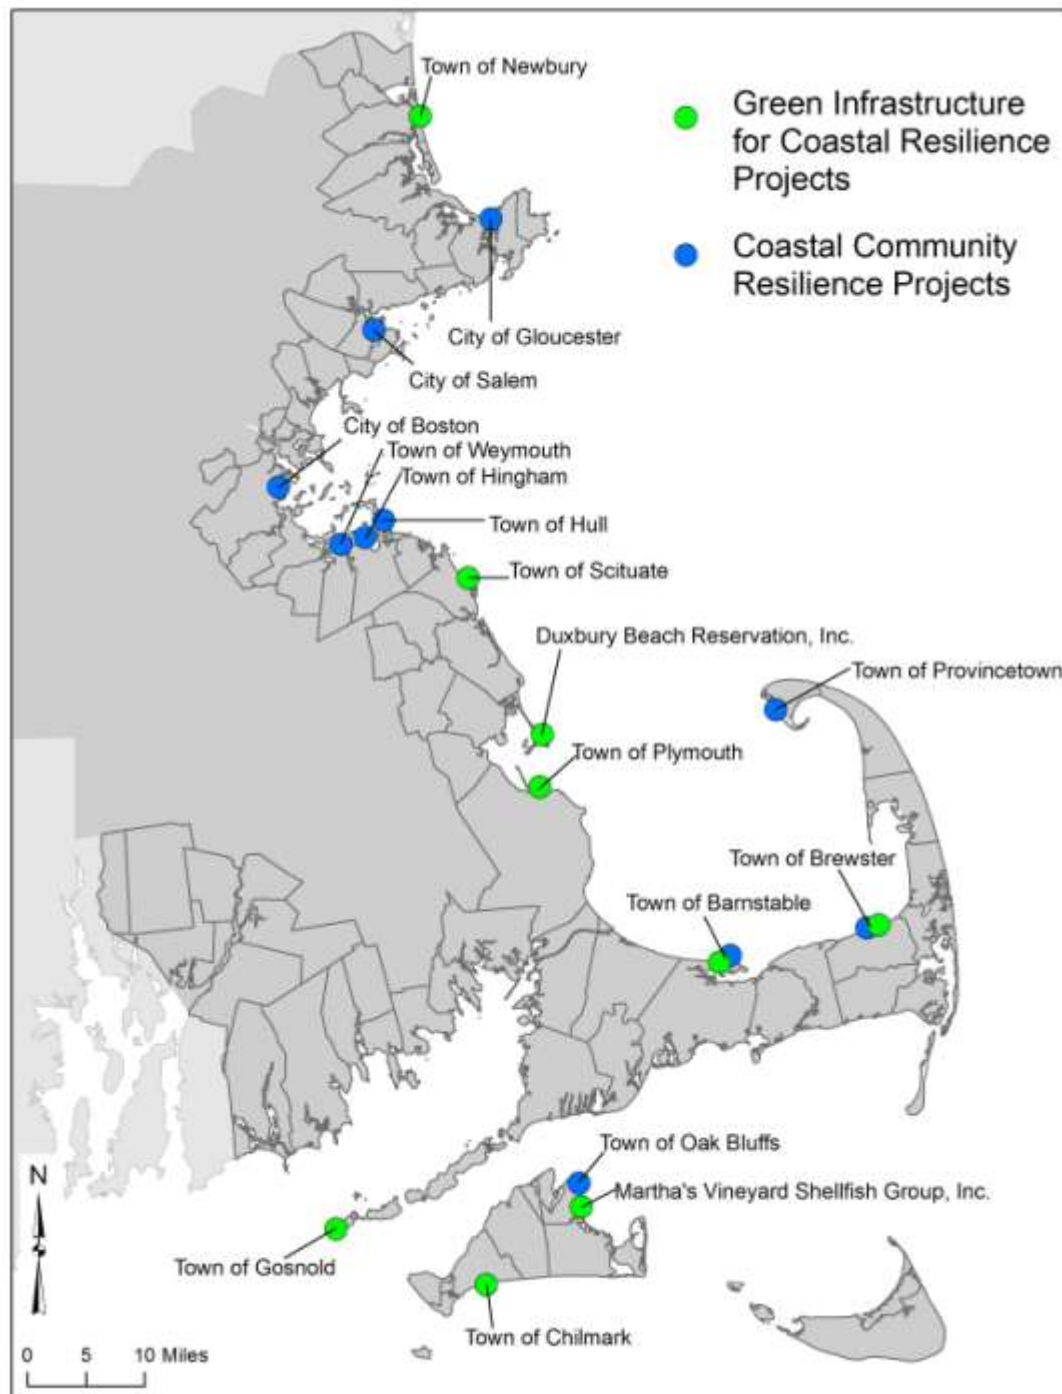 Town of Newbury
Green Infrastructure
for Coastal Resilience
Projects
Coastal Community
Resilience Projects
City of Gloucester
City of Salem
City of Boston
Town of Weymouth
Town of Hingham
Town of Hull
Town of Scituate
Duxbury Beach Reservation, Inc.
Town of Provincetown
Town of Plymouth
Town of Brewster
Town of Barnstable
Town of Oak Bluffs
Martha's Vineyard Shellfish Group, Inc.
N
Town of Gosnold
Town of Chilmark
0 5 10 Miles